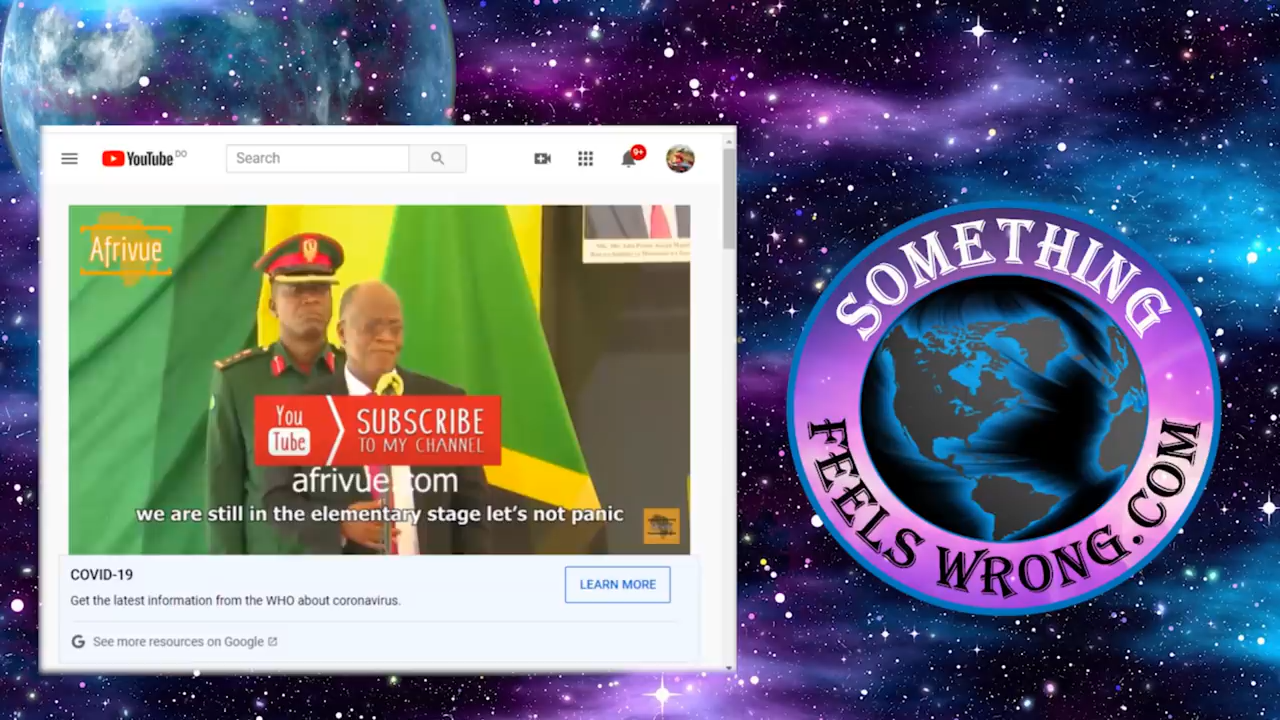 YouTube DO
Search
9+
Afrivue
You
Tube
SUBSCRIBE
TO MY CHANNEL
afrivue.com
we are still in the elementary stage let's not panic
COVID-19
Get the latest information from the WHO about coronavirus.
LEARN MORE
G See more resources on Google
SOMETHING
FEELS WRONG.COM